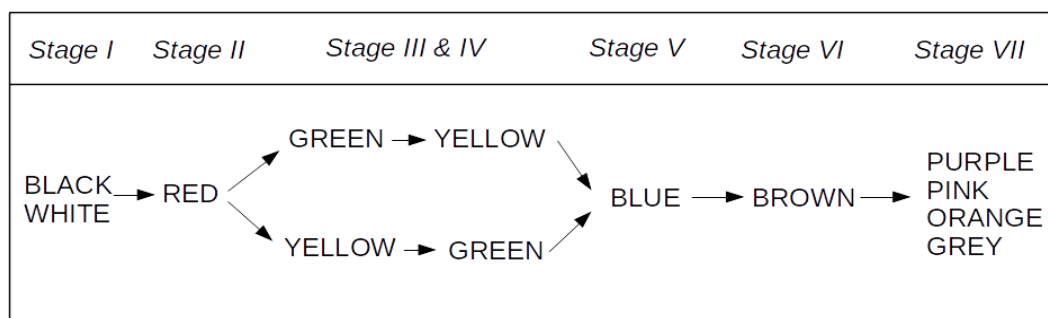 Stage I Stage II Stage III & IV Stage V Stage VI Stage VII
GREEN YELLOW
BLACK
WHITE
RED
YELLOW GREEN
BLUE BROWN
PURPLE
PINK
ORANGE
GREY